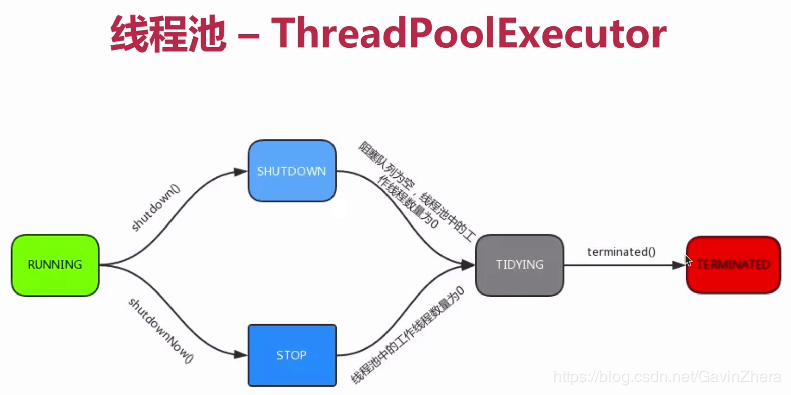 线程池 – ThreadPoolExecutor
shutdown()
SHUTDOWN
阻塞队列为空，线程池中的工
作线程数量为0
RUNNING
TIDYING
terminated()
TERMINATED
shutdownNow()
STOP
线程池中的工作线程数量为0
https://blog.csdn.net/GavinZhera